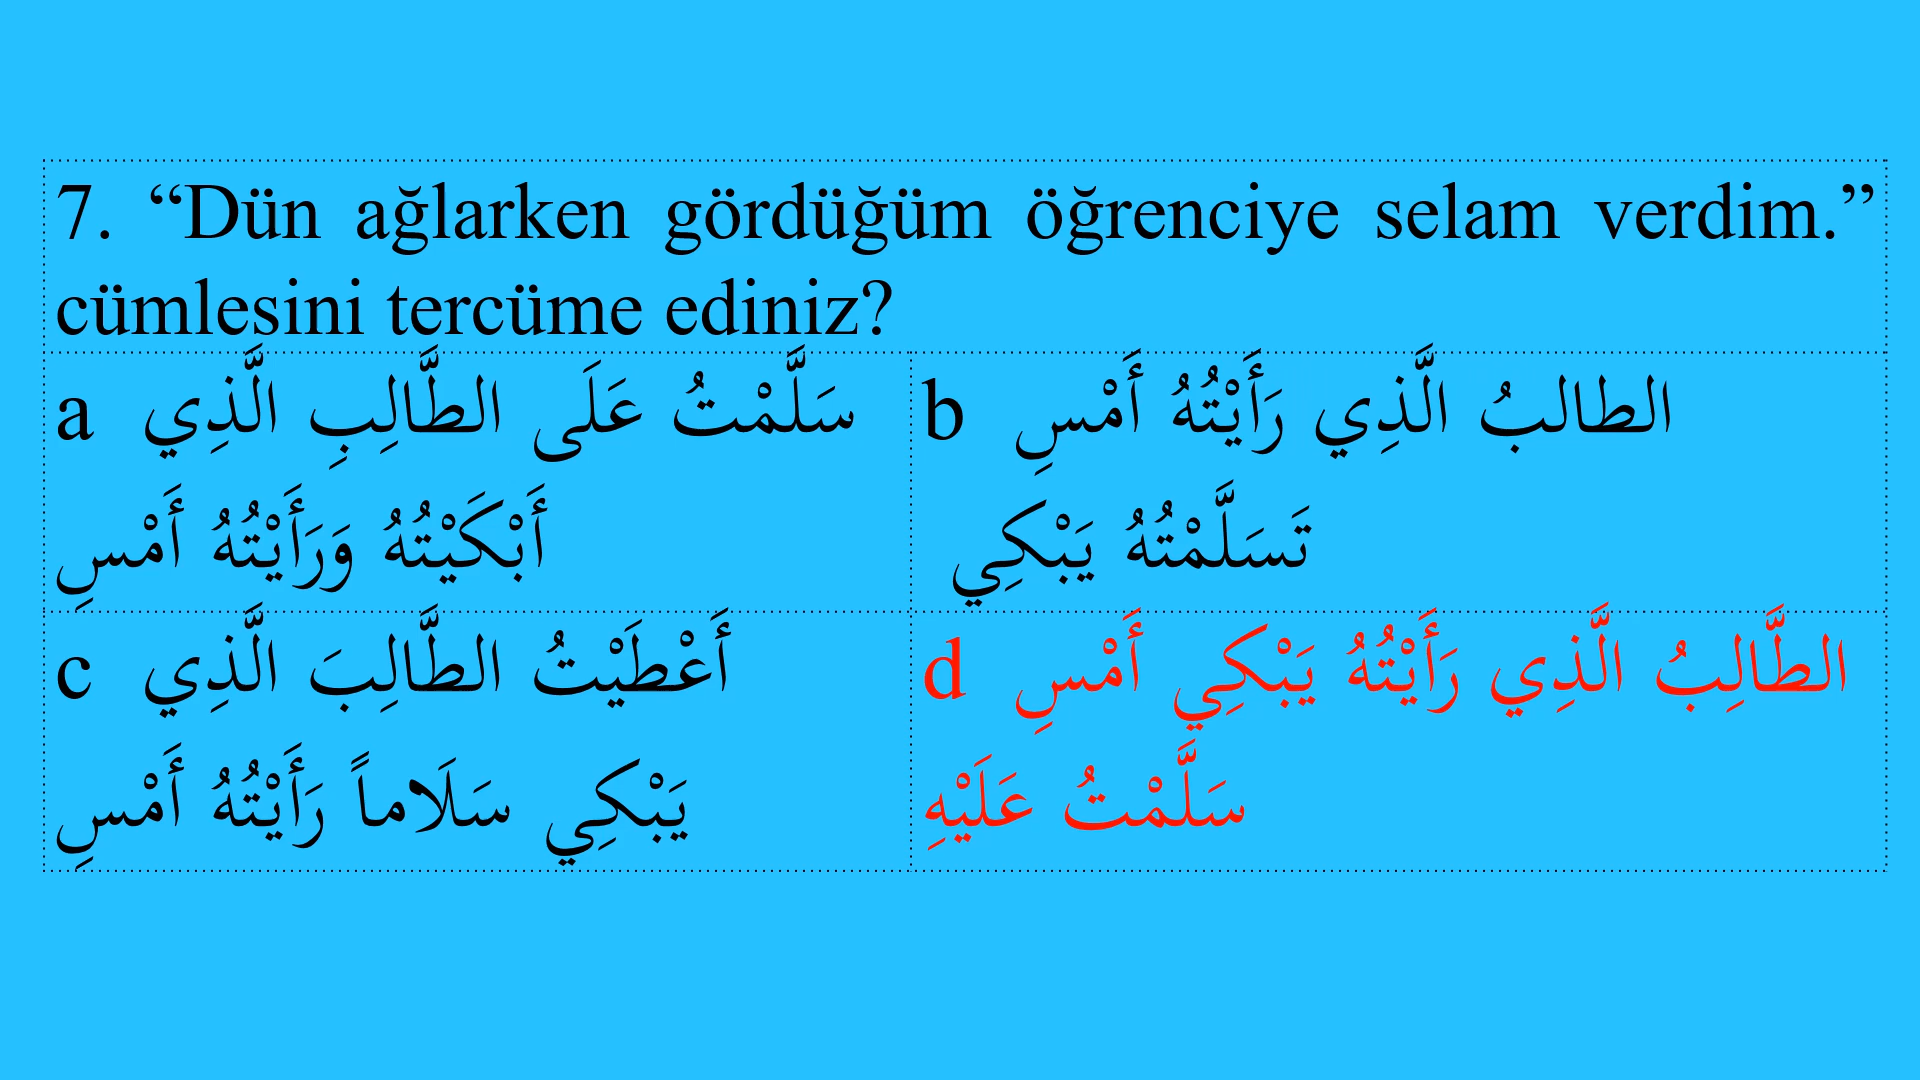 7. “Dün ağlarken gördüğüm öğrenciye selam verdim.”
cümlesini tercüme ediniz?
a سَلَّمْتُ عَلَى الطَّالِبِ الَّذِي
أَبْكَيْتُهُ وَرَأَيْتُهُ أَمْسِ
b الطالبُ الَّذِي رَأَيْتُهُ أَمْسِ
تَسَلَّمْتُهُ يَبْكِي
c أَعْطَيْتُ الطَّالِبَ الَّذِي
يَبْكِي سَلَاماً رَأَيْتُهُ أَمْسِ
d الطَّالِبُ الَّذِي رَأَيْتُهُ يَبْكِي أَمْسِ
سَلَّمْتُ عَلَيْهِ